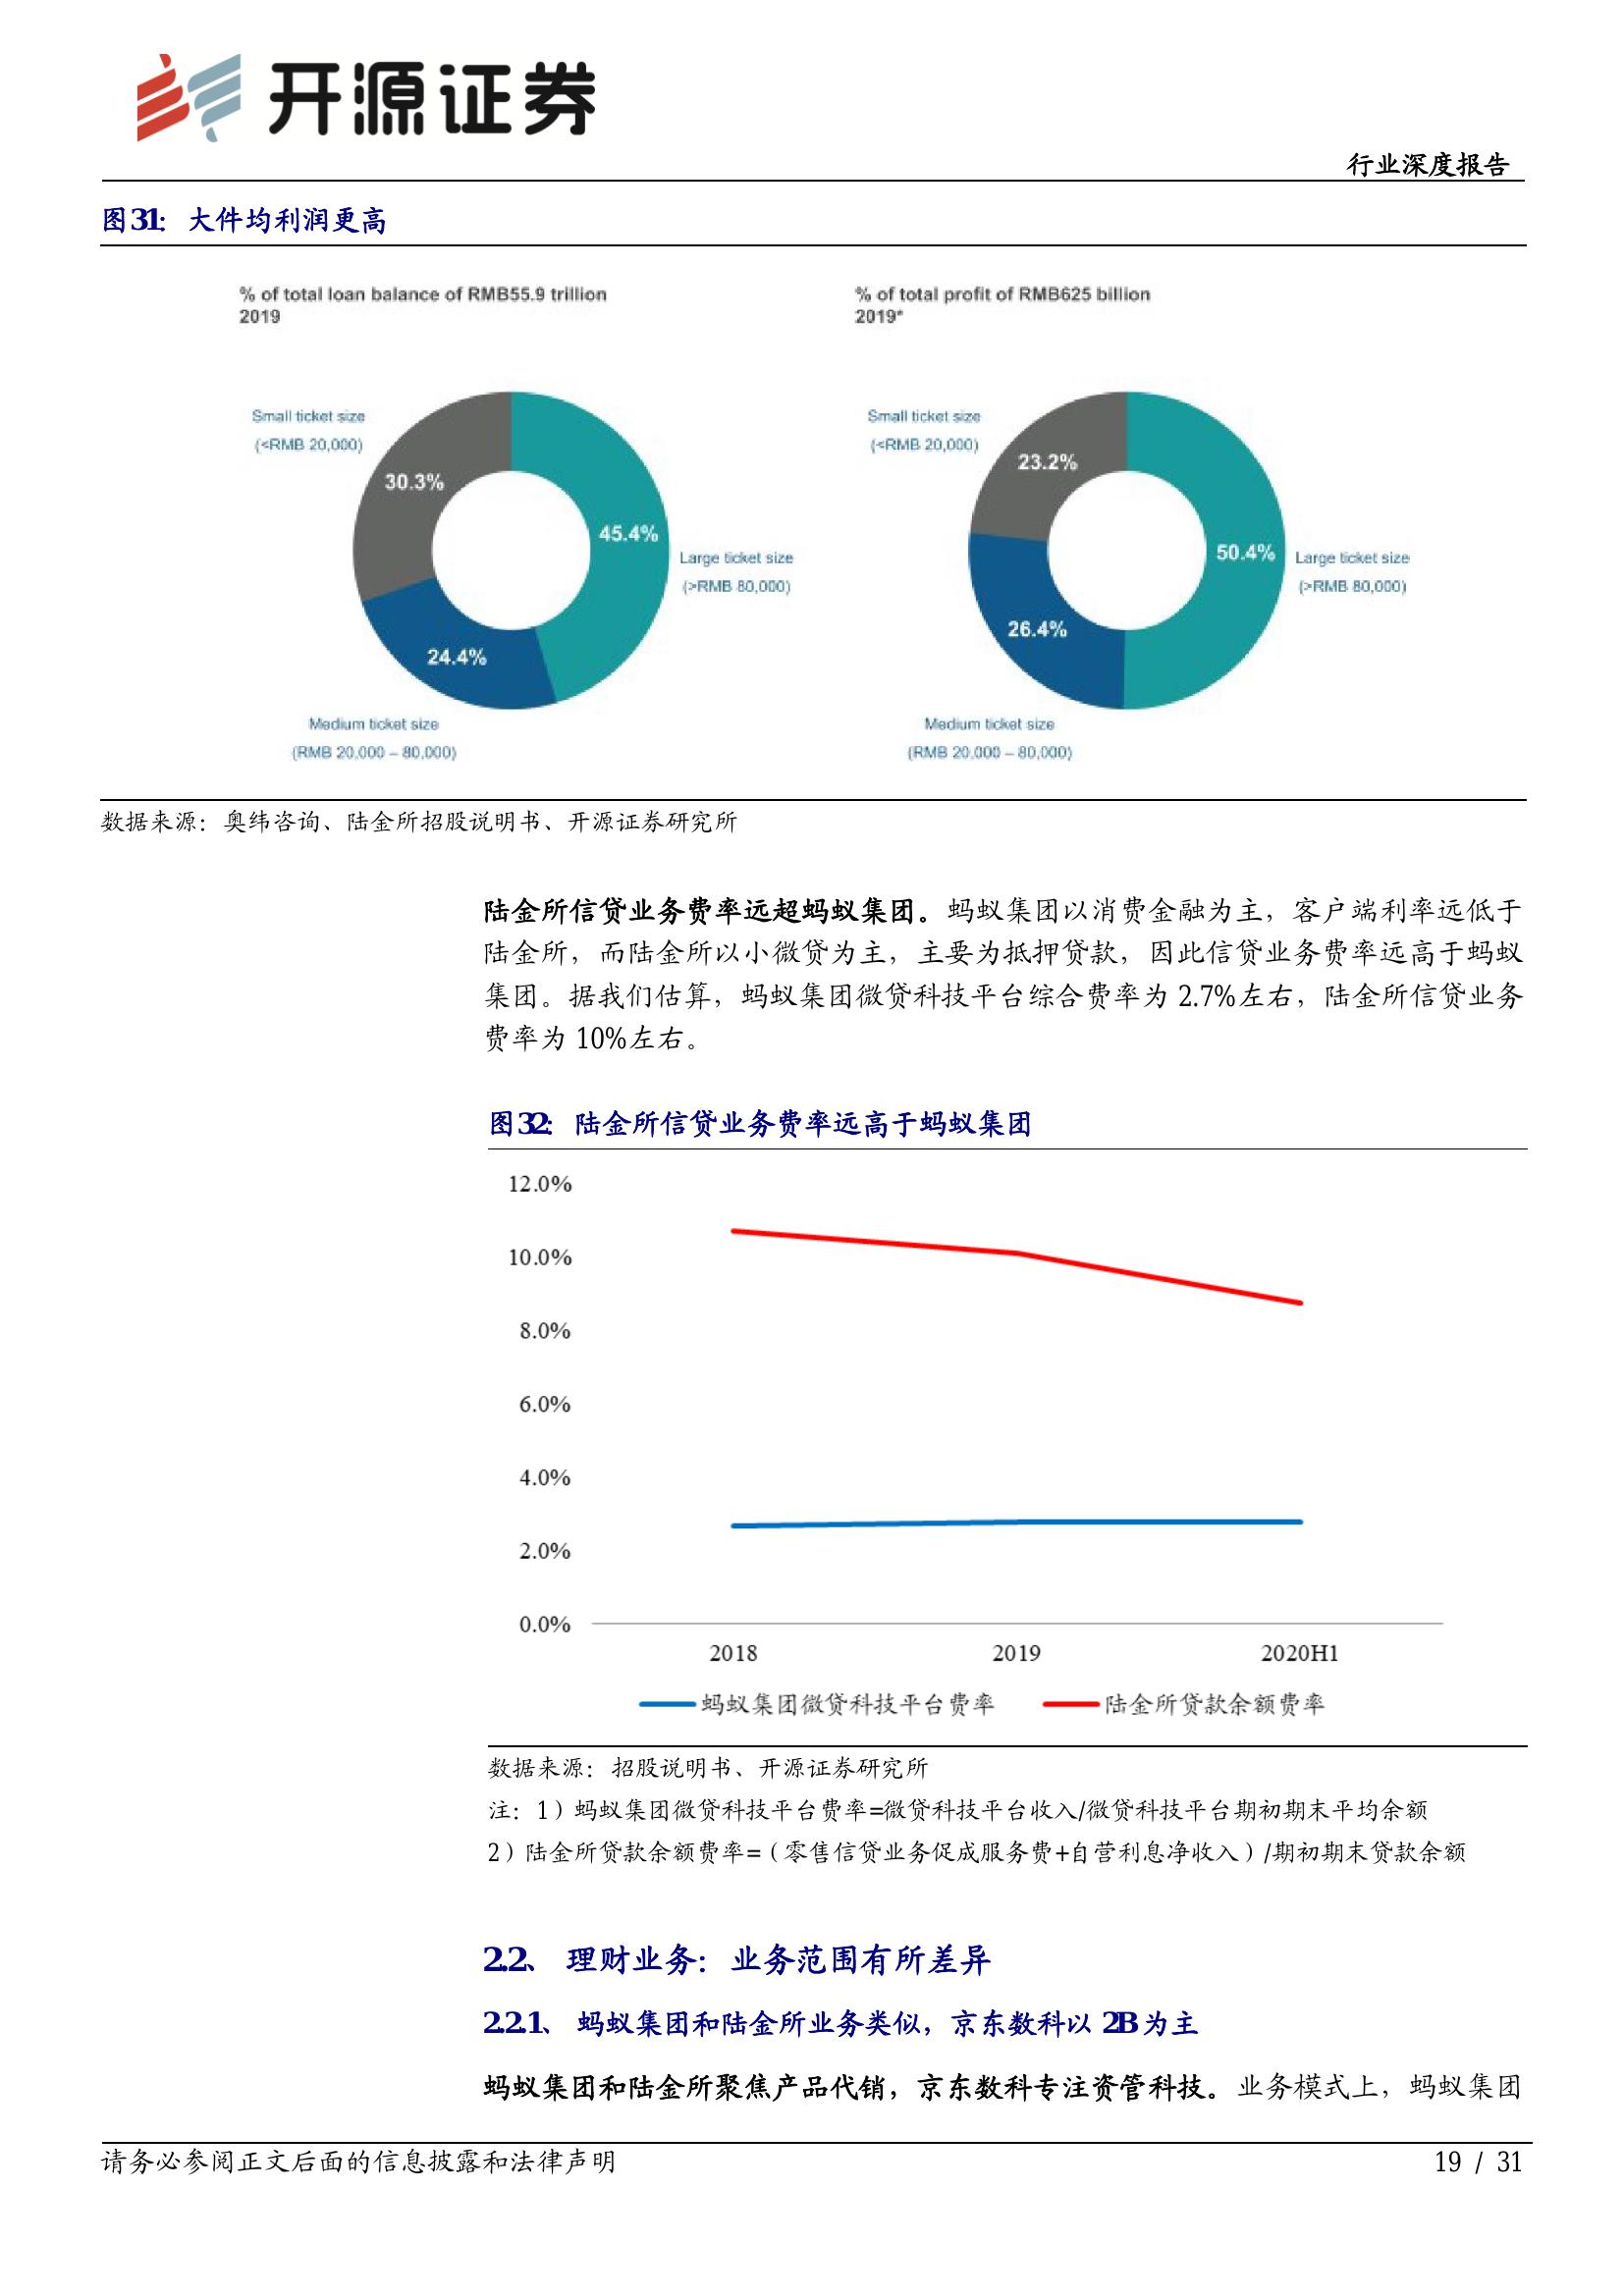 开源证券
行业深度报告
图31：大件均利润更高
% of total loan balance of RMB55.9 trillion
2019
% of total profit of RMB625 billion
2019*
Small ticket size
(<RMB 20,000)
30.3%
45.4%
Large ticket size
(>RMB 80,000)
24.4%
Medium ticket size
(RMB 20,000 – 80,000)
Small ticket size
(<RMB 20,000)
23.2%
50.4%
Large ticket size
(>RMB 80,000)
26.4%
Medium ticket size
(RMB 20,000 – 80,000)
数据来源：奥纬咨询、陆金所招股说明书、开源证券研究所
陆金所信贷业务费率远超蚂蚁集团。蚂蚁集团以消费金融为主，客户端利率远低于
陆金所，而陆金所以小微贷为主，主要为抵押贷款，因此信贷业务费率远高于蚂蚁
集团。据我们估算，蚂蚁集团微贷科技平台综合费率为 2.7%左右，陆金所信贷业务
费率为 10%左右。
图32：陆金所信贷业务费率远高于蚂蚁集团
12.0%
10.0%
8.0%
6.0%
4.0%
2.0%
0.0%
2018 2019 2020H1
蚂蚁集团微贷科技平台费率 陆金所贷款余额费率
数据来源：招股说明书、开源证券研究所
注：1）蚂蚁集团微贷科技平台费率=微贷科技平台收入/微贷科技平台期初期末平均余额
2）陆金所贷款余额费率=（零售信贷业务促成服务费+自营利息净收入）/期初期末贷款余额
2.2、 理财业务：业务范围有所差异
2.2.1、 蚂蚁集团和陆金所业务类似，京东数科以 2B 为主
蚂蚁集团和陆金所聚焦产品代销，京东数科专注资管科技。业务模式上，蚂蚁集团
请务必参阅正文后面的信息披露和法律声明
19 / 31